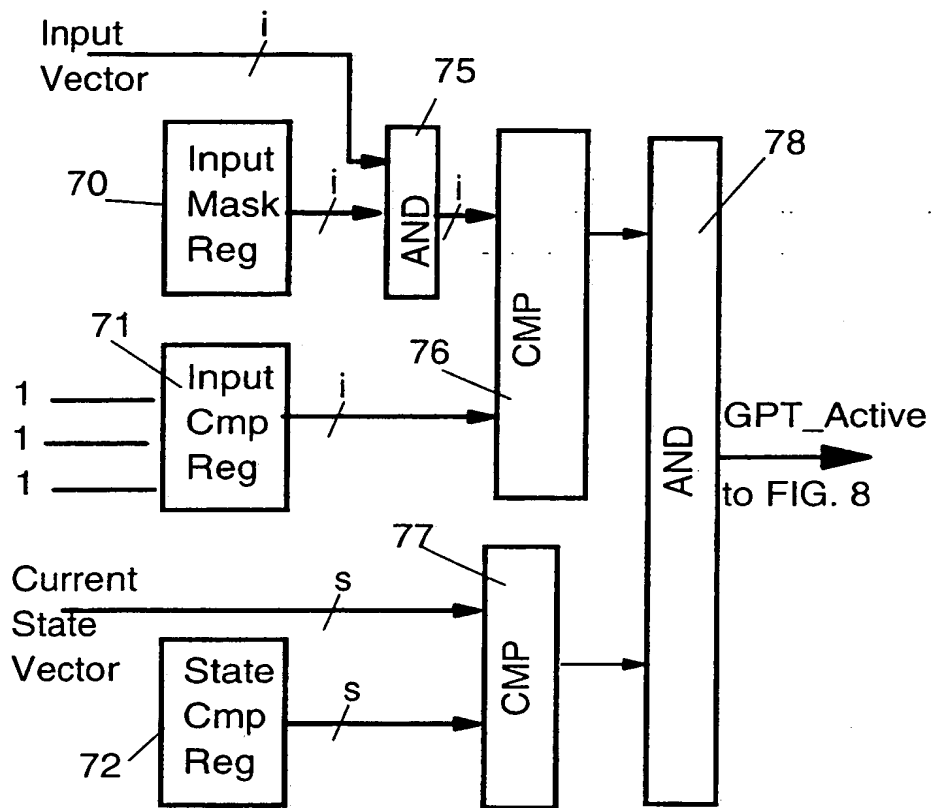 Input
Vector
i
75
78
70
Input
Mask
Reg
i
AND
i
CMP
71
Input
Cmp
Reg
i
76
1
1
1
GPT_Active
to FIG. 8
AND
77
Current
State
Vector
s
CMP
State
Cmp
Reg
s
72